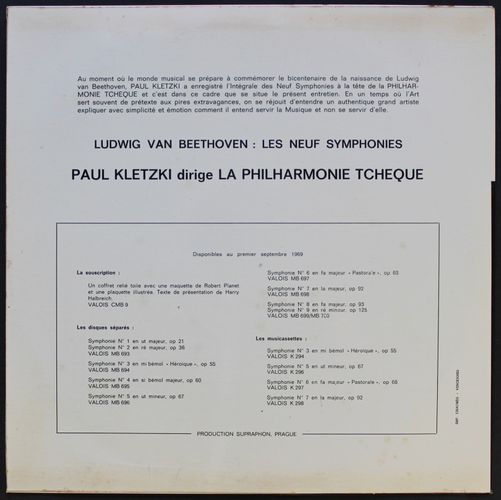 Au moment où le monde musical se prépare à commémorer le bicentenaire de la naissance de Ludwig
van Beethoven, PAUL KLETZKI a enregistré l'Intégrale des Neuf Symphonies à la tête de la PHILHAR-
MONIE TCHEQUE et c'est dans ce cadre que se situe le présent entretien. En un temps où l'Art
sert souvent de prétexte aux pires extravagances, on se réjouit d'entendre un authentique grand artiste
expliquer avec simplicité et émotion comment il entend servir la Musique et non se servir d'elle.
LUDWIG VAN BEETHOVEN : LES NEUF SYMPHONIES
PAUL KLETZKI dirige LA PHILHARMONIE TCHEQUE
Disponibles au premier septembre 1969
La souscription :
Un coffret relié toile avec une maquette de Robert Planet
et une plaquette illustrée. Texte de présentation de Harry
Halbreich.
VALOIS CMB 9
Les disques séparés :
Symphonie N° 1 en ut majeur, op 21
Symphonie N° 2 en ré majeur, op 36
VALOIS MB 693
Symphonie N° 3 en mi bémol « Héroïque », op 55
VALOIS MB 694
Symphonie N° 4 en si bémol majeur, op 60
VALOIS MB 695
Symphonie N° 5 en ut mineur, op 67
VALOIS MB 696
Symphonie N° 6 en fa majeur « Pastorale », op 68
VALOIS MB 697
Symphonie N° 7 en la majeur, op 92
VALOIS MB 698
Symphonie N° 8 en fa majeur, op 93
Symphonie N° 9 en ré mineur, op 125
VALOIS MB 699/MB 700
Les musicassettes :
Symphonie N° 3 en mi bémol « Héroïque », op 55
VALOIS K 294
Symphonie N° 5 en ut mineur, op 67
VALOIS K 296
Symphonie N° 6 en fa majeur « Pastorale », op 68
VALOIS K 297
Symphonie N° 7 en la majeur, op 92
VALOIS K 298
PRODUCTION SUPRAPHON, PRAGUE